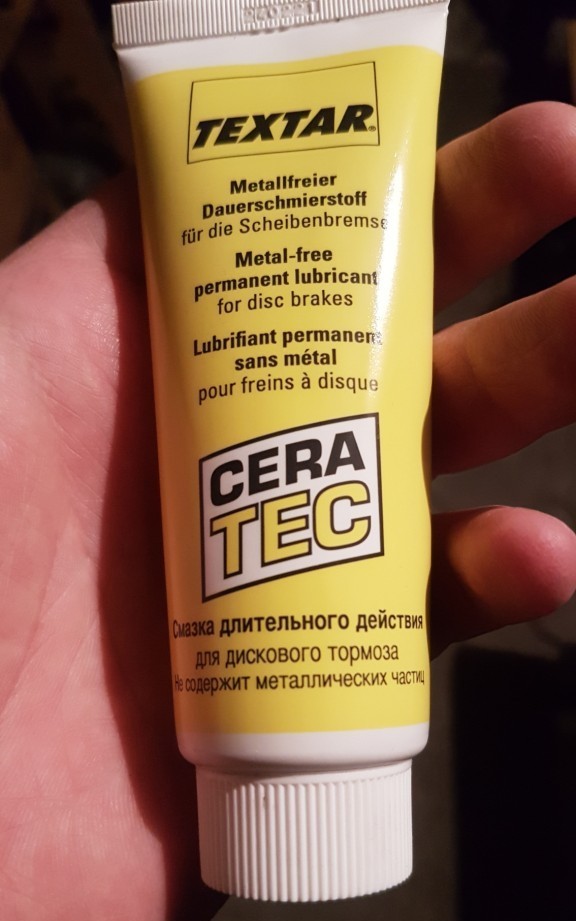 TEXTAR®
Metallfreier
Dauerschmierstoff
für die Scheibenbremse
Metal-free
permanent lubricant
for disc brakes
Lubrifiant permanent
sans métal
pour freins à disque
CERA
TEC
Смазка длительного действия
для дискового тормоза
Не содержит металлических частиц